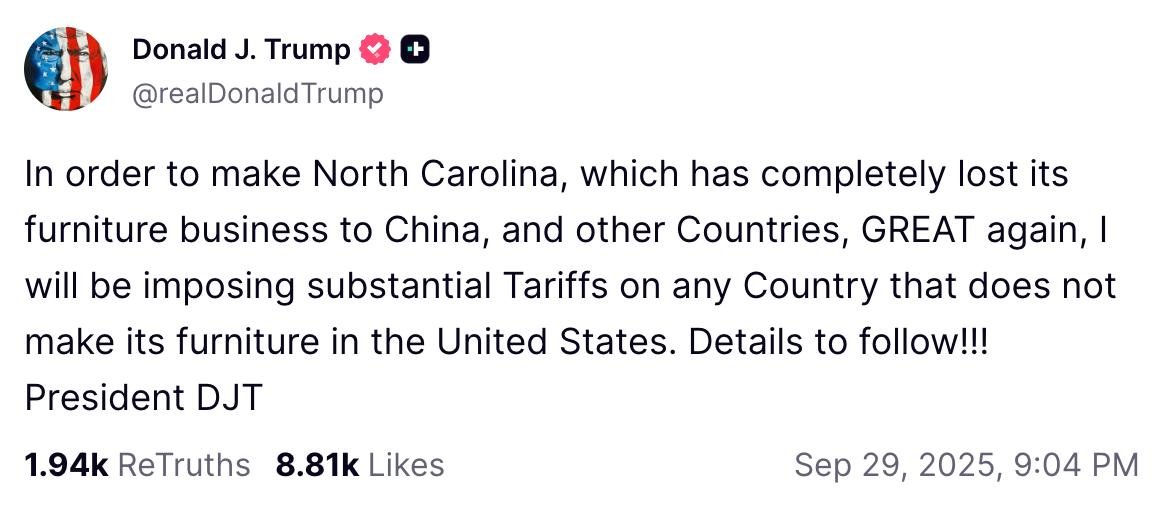 Donald J. Trump
@realDonaldTrump
In order to make North Carolina, which has completely lost its
furniture business to China, and other Countries, GREAT again, I
will be imposing substantial Tariffs on any Country that does not
make its furniture in the United States. Details to follow!!!
President DJT
1.94k ReTruths 8.81k Likes Sep 29, 2025, 9:04 PM